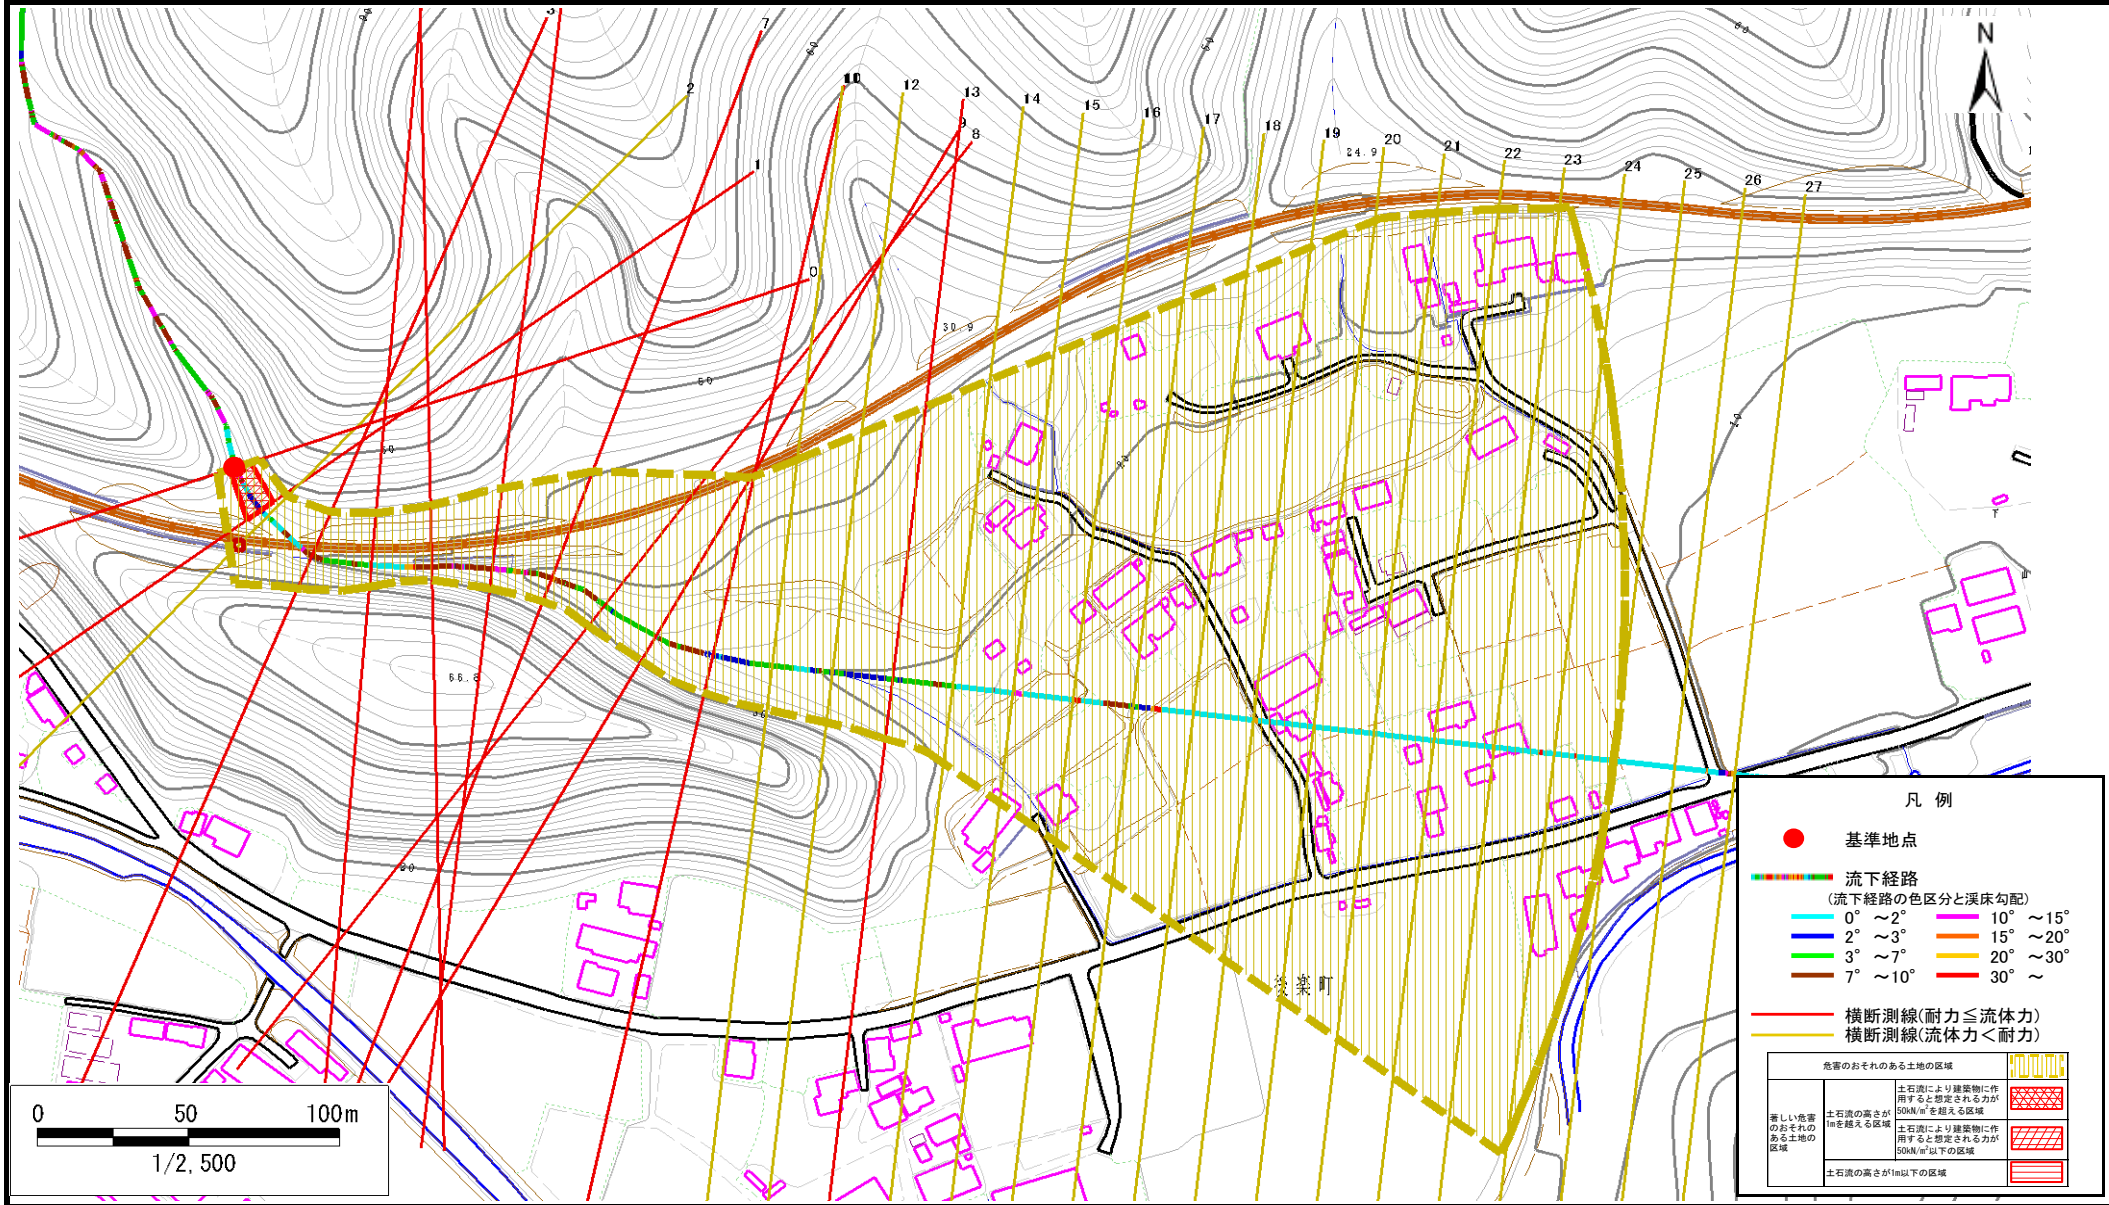 N
3
7
2
1
0
10
12
13
9
8
14
15
16
17
18
19
20
21
22
23
24
25
26
27
24.9
30.9
60
50
66.8
20
10
凡 例
基準地点
流下経路
(流下経路の色区分と渓床勾配)
0° ～2°
10° ～15°
2° ～3°
15° ～20°
3° ～7°
20° ～30°
7° ～10°
30° ～
横断測線(耐力≦流体力)
横断測線(流体力＜耐力)
危害のおそれのある土地の区域
著しい危害
のおそれの
ある土地の
区域
土石流の高さが
1mを越える区域
土石流により建築物に作
用すると想定される力が
50kN/㎡を超える区域
土石流により建築物に作
用すると想定される力が
50kN/㎡以下の区域
土石流の高さが1m以下の区域
0 50 100m
1/2,500
楽町